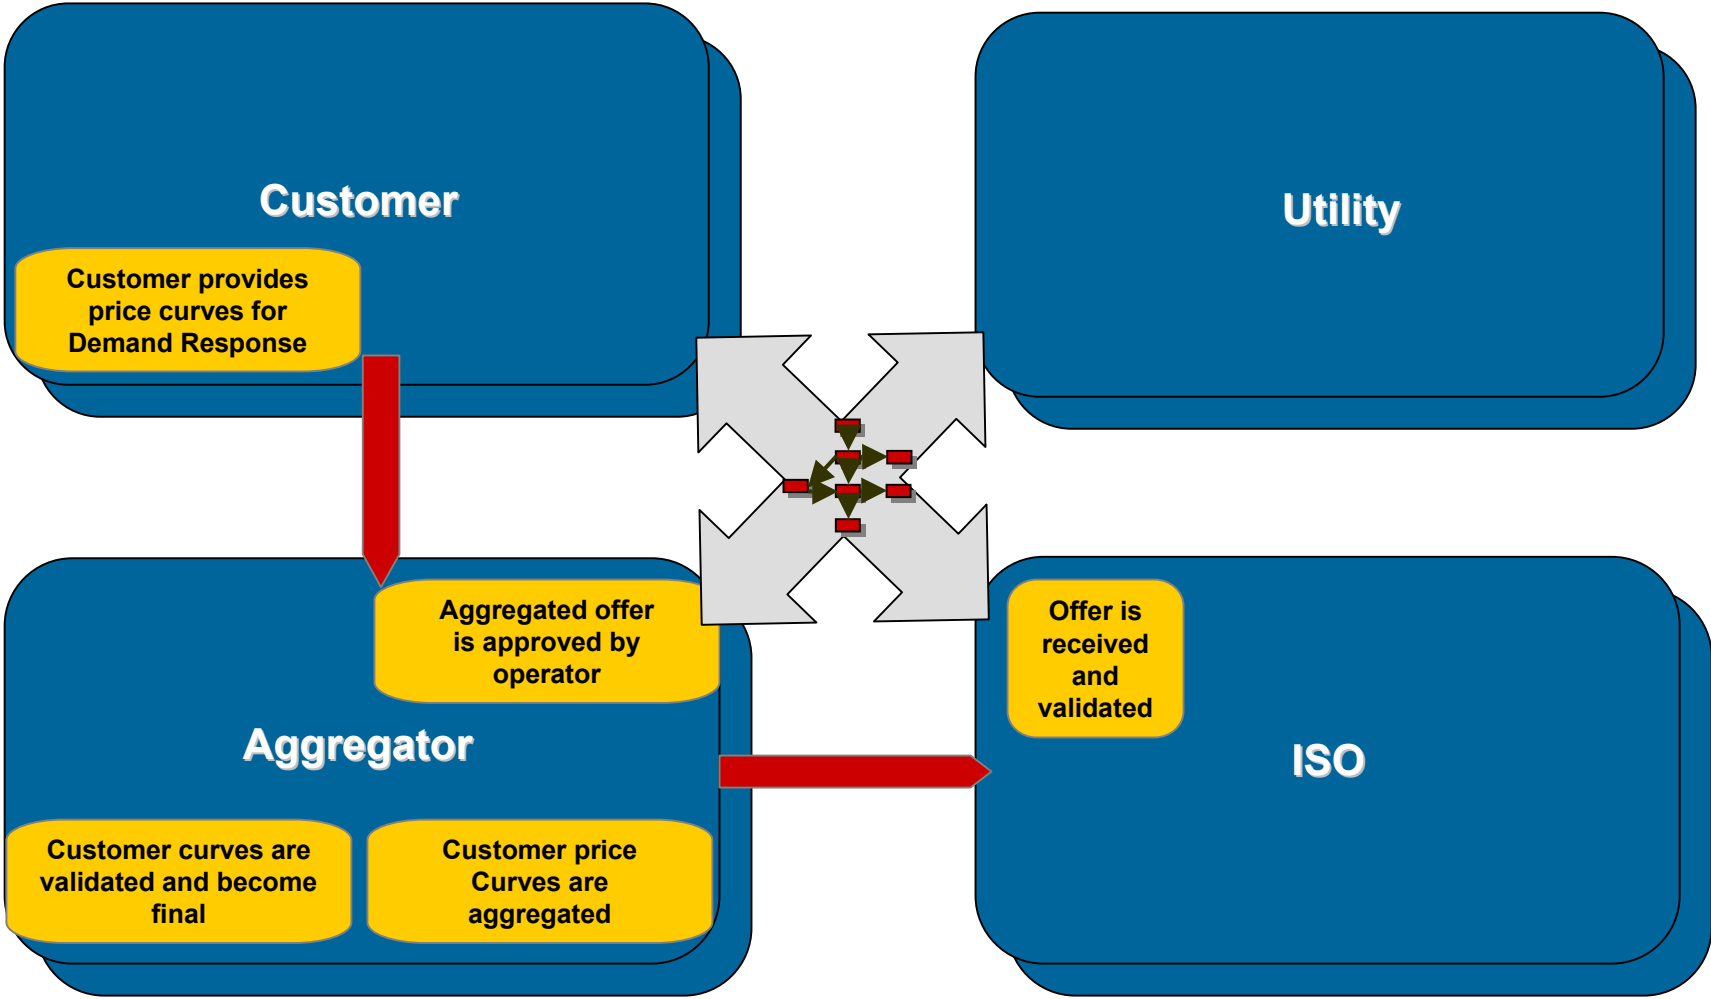 Customer
Customer provides
price curves for
Demand Response
Utility
Aggregated offer
is approved by
operator
Aggregator
Customer curves are
validated and become
final
Customer price
Curves are
aggregated
Offer is
received
and
validated
ISO